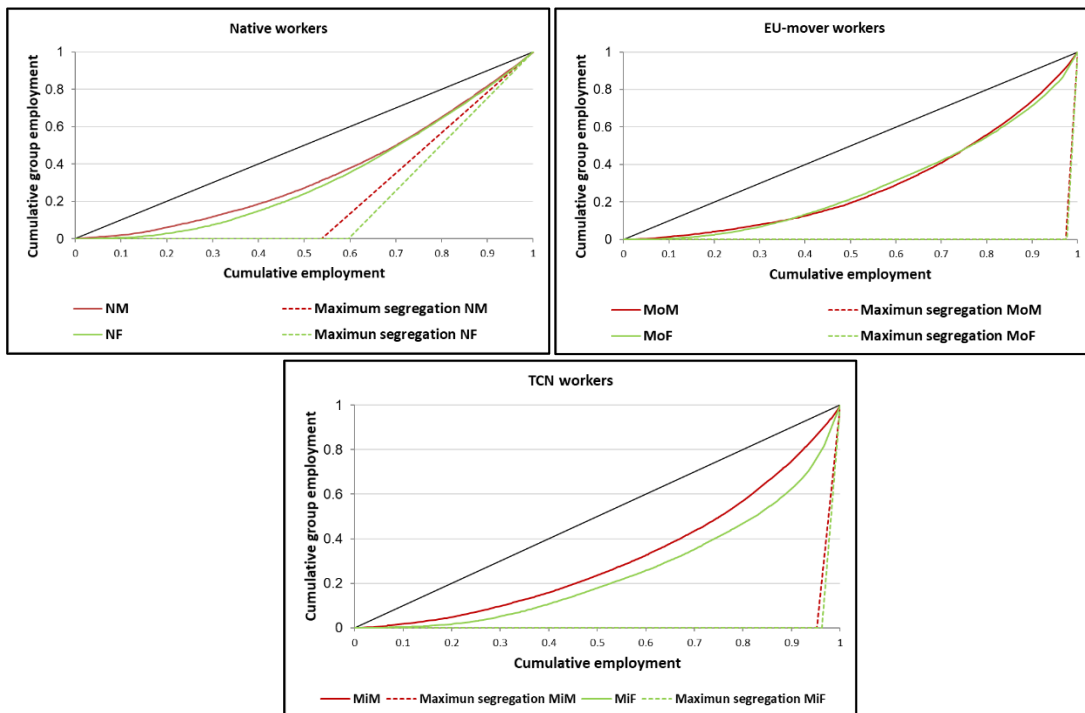 Native workers
Cumulative group employment
1
0.8
0.6
0.4
0.2
0
0 0.1 0.2 0.3 0.4 0.5 0.6 0.7 0.8 0.9 1
Cumulative employment
NM Maximun segregation NM
NF Maximun segregation NF
EU-mover workers
Cumulative group employment
1
0.8
0.6
0.4
0.2
0
0 0.1 0.2 0.3 0.4 0.5 0.6 0.7 0.8 0.9 1
Cumulative employment
MoM Maximun segregation MoM
MoF Maximun segregation MoF
TCN workers
Cumulative group employment
1
0.8
0.6
0.4
0.2
0
0 0.1 0.2 0.3 0.4 0.5 0.6 0.7 0.8 0.9 1
Cumulative employment
MiM Maximun segregation MiM MiF Maximun segregation MiF